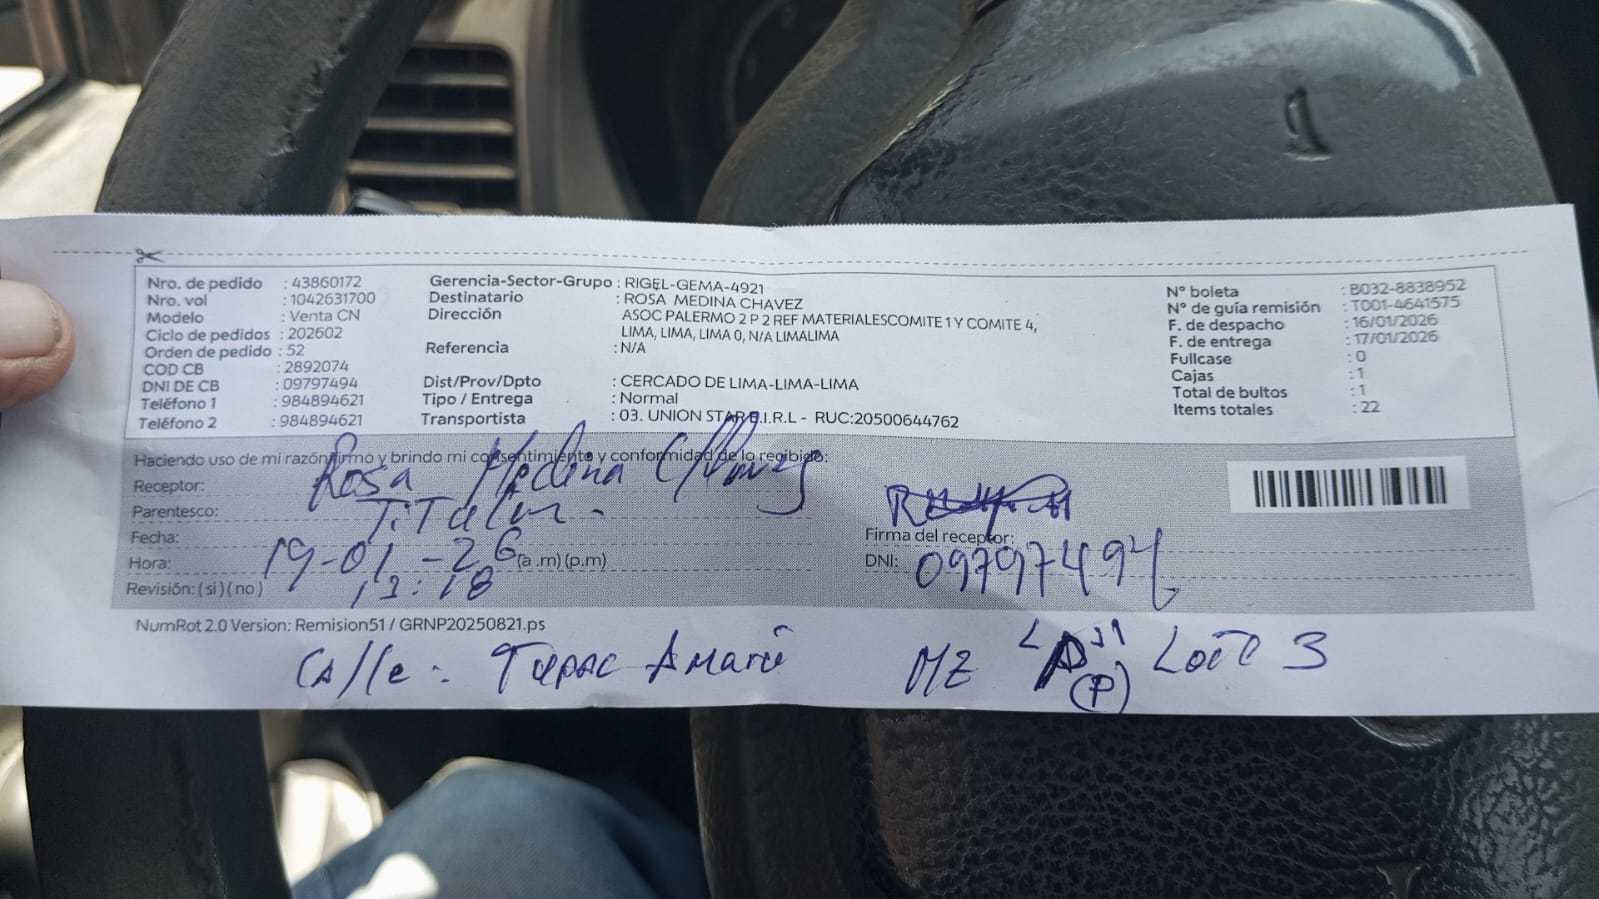 Nro. de pedido : 43860172
Nro. vol : 1042631700
Modelo : Venta CN
Ciclo de pedidos : 202602
Orden de pedido : 52
COD CB : 2892074
DNI DE CB : 09797494
Teléfono 1 : 984894621
Teléfono 2 : 984894621
Gerencia-Sector-Grupo : RIGEL-GEMA-4921
Destinatario : ROSA MEDINA CHAVEZ
Dirección : ASOC PALERMO 2 P 2 REF MATERIALESCOMITE 1 Y COMITE 4,
LIMA, LIMA, LIMA 0, N/A LIMALIMA
Referencia : N/A
Dist/Prov/Dpto : CERCADO DE LIMA-LIMA-LIMA
Tipo / Entrega : Normal
Transportista : 03. UNION STAR E.I.R.L - RUC:20500644762
N° boleta : B032-8838952
N° de guía remisión : T001-4641575
F. de despacho : 16/01/2026
F. de entrega : 17/01/2026
Fullcase : 0
Cajas : 1
Total de bultos : 1
Items totales : 22
Haciendo uso de mi razón firmo y brindo mi consentimiento y conformidad de lo recibido:
Receptor: Rosa Medina Chavez
Parentesco: TiTular.
Fecha: 19-01-26
Hora: 13:18 (a.m)(p.m)
Revisión: (si) (no)
Firma del receptor:
DNI: 09797494
NumRot 2.0 Version: Remision51 / GRNP20250821.ps
Calle: Tupac Amarú MZ "P" (P) Lote 3